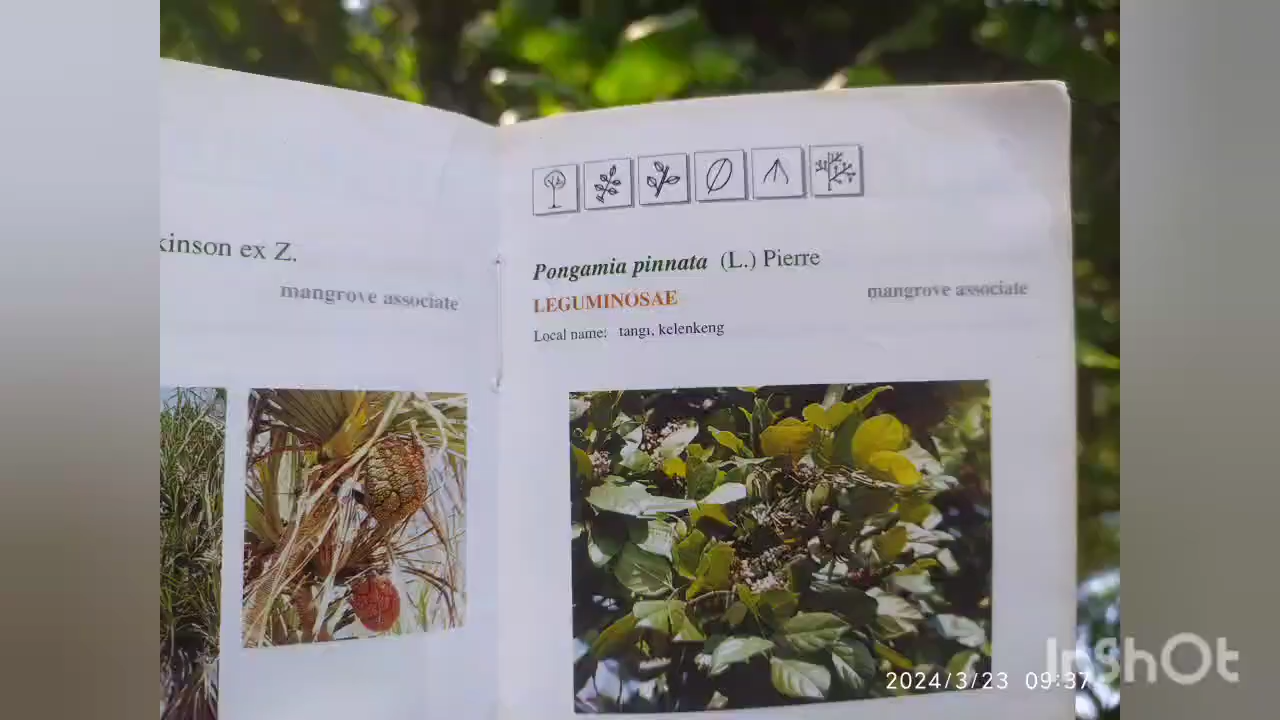 kinson ex Z.
mangrove associate
Pongamia pinnata (L.) Pierre
LEGUMINOSAE
mangrove associate
Local name: tangi, kelenkeng
2024/3/23 09:37
InShOt